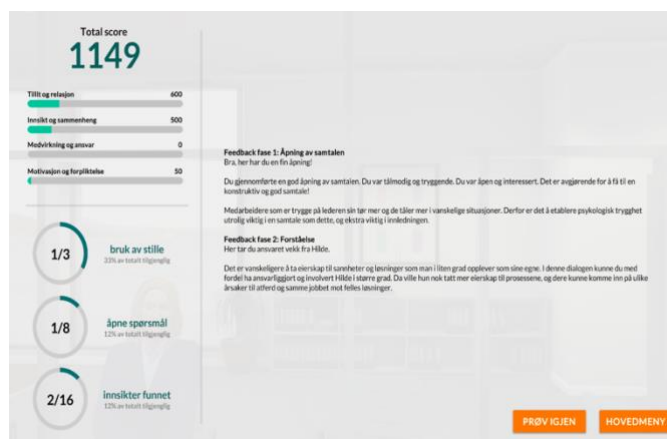 Total score
1149
Tillit og relasjon 600
Innsikt og sammenheng 500
Medvirkning og ansvar 0
Motivasjon og forpliktelse 50
1/3
bruk av stille
33% av totalt tilgjenglig
1/8
åpne spørsmål
12% av totalt tilgjenglig
2/16
innsikter funnet
12% av totalt tilgjenglig
Feedback fase 1: Åpning av samtalen
Bra, her har du en fin åpning!
Du gjennomførte en god åpning av samtalen. Du var tålmodig og tryggende. Du var åpen og interessert. Det er avgjørende for å få til en
konstruktiv og god samtale!
Medarbeidere som er trygge på lederen sin tør mer og de tåler mer i vanskelige situasjoner. Derfor er det å etablere psykologisk trygghet
utrolig viktig i en samtale som dette, og ekstra viktig i innledningen.
Feedback fase 2: Forståelse
Her tar du ansvaret vekk fra Hilde.
Det er vanskeligere å ta eierskap til sannheter og løsninger som man i liten grad opplever som sine egne. I denne dialogen kunne du med
fordel ha ansvarliggjort og involvert Hilde i større grad. Da ville hun nok tatt mer eierskap til prosessene, og dere kunne komme inn på ulike
årsaker til atferd og samme jobbet mot felles løsninger.
PRØV IGJEN
HOVEDMENY